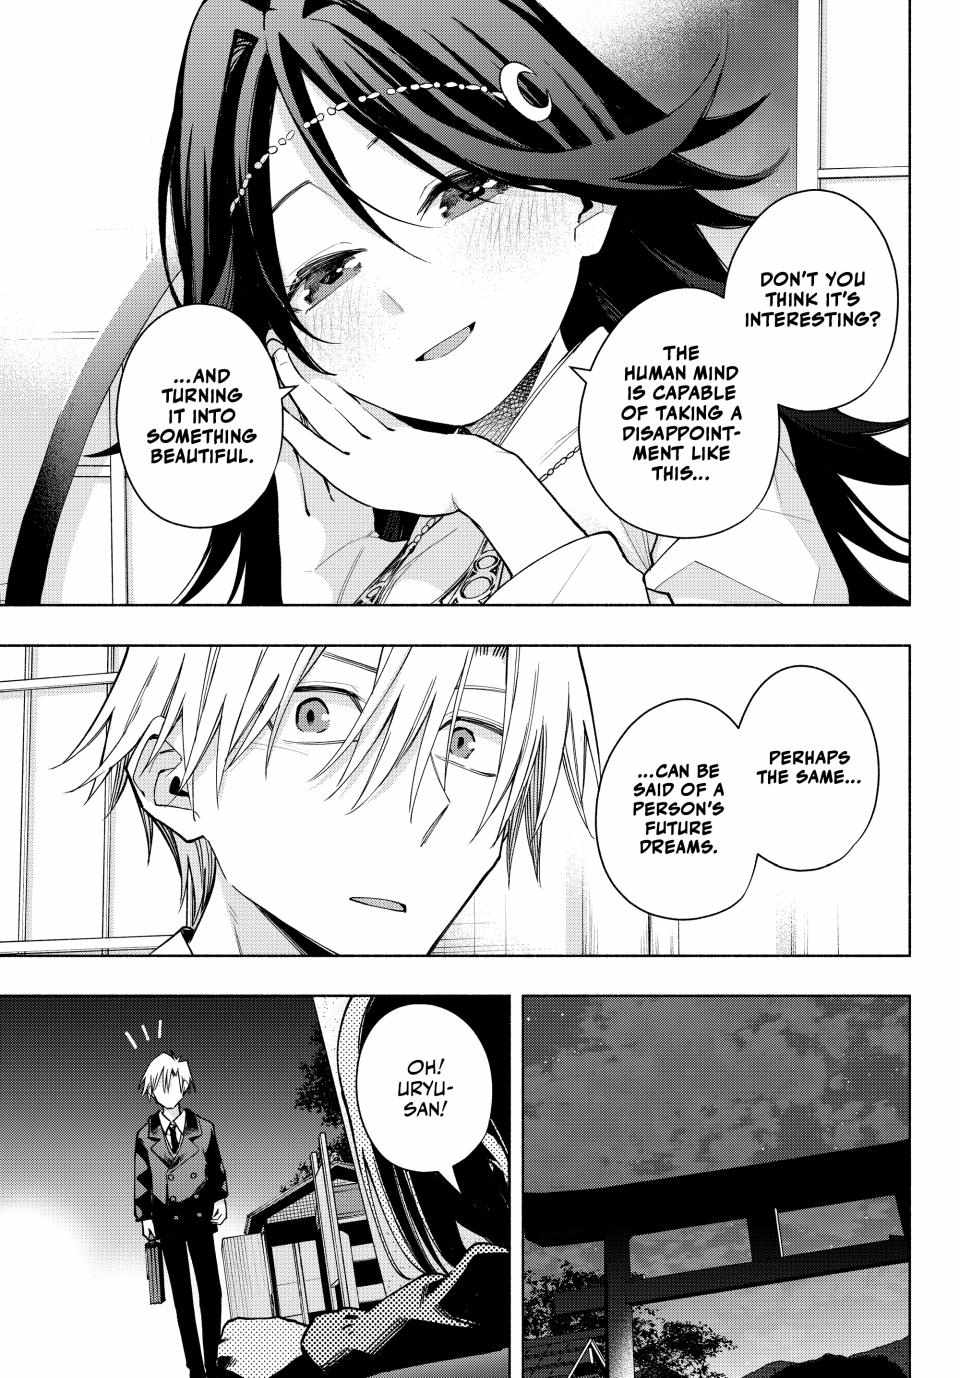 DON'T YOU
THINK IT'S
INTERESTING?
THE
HUMAN MIND
IS CAPABLE
OF TAKING A
DISAPPOINT-
MENT LIKE
THIS...
...AND
TURNING
IT INTO
SOMETHING
BEAUTIFUL.
PERHAPS
THE SAME...
...CAN BE
SAID OF A
PERSON'S
FUTURE
DREAMS.
OH!
URYU-
SAN!